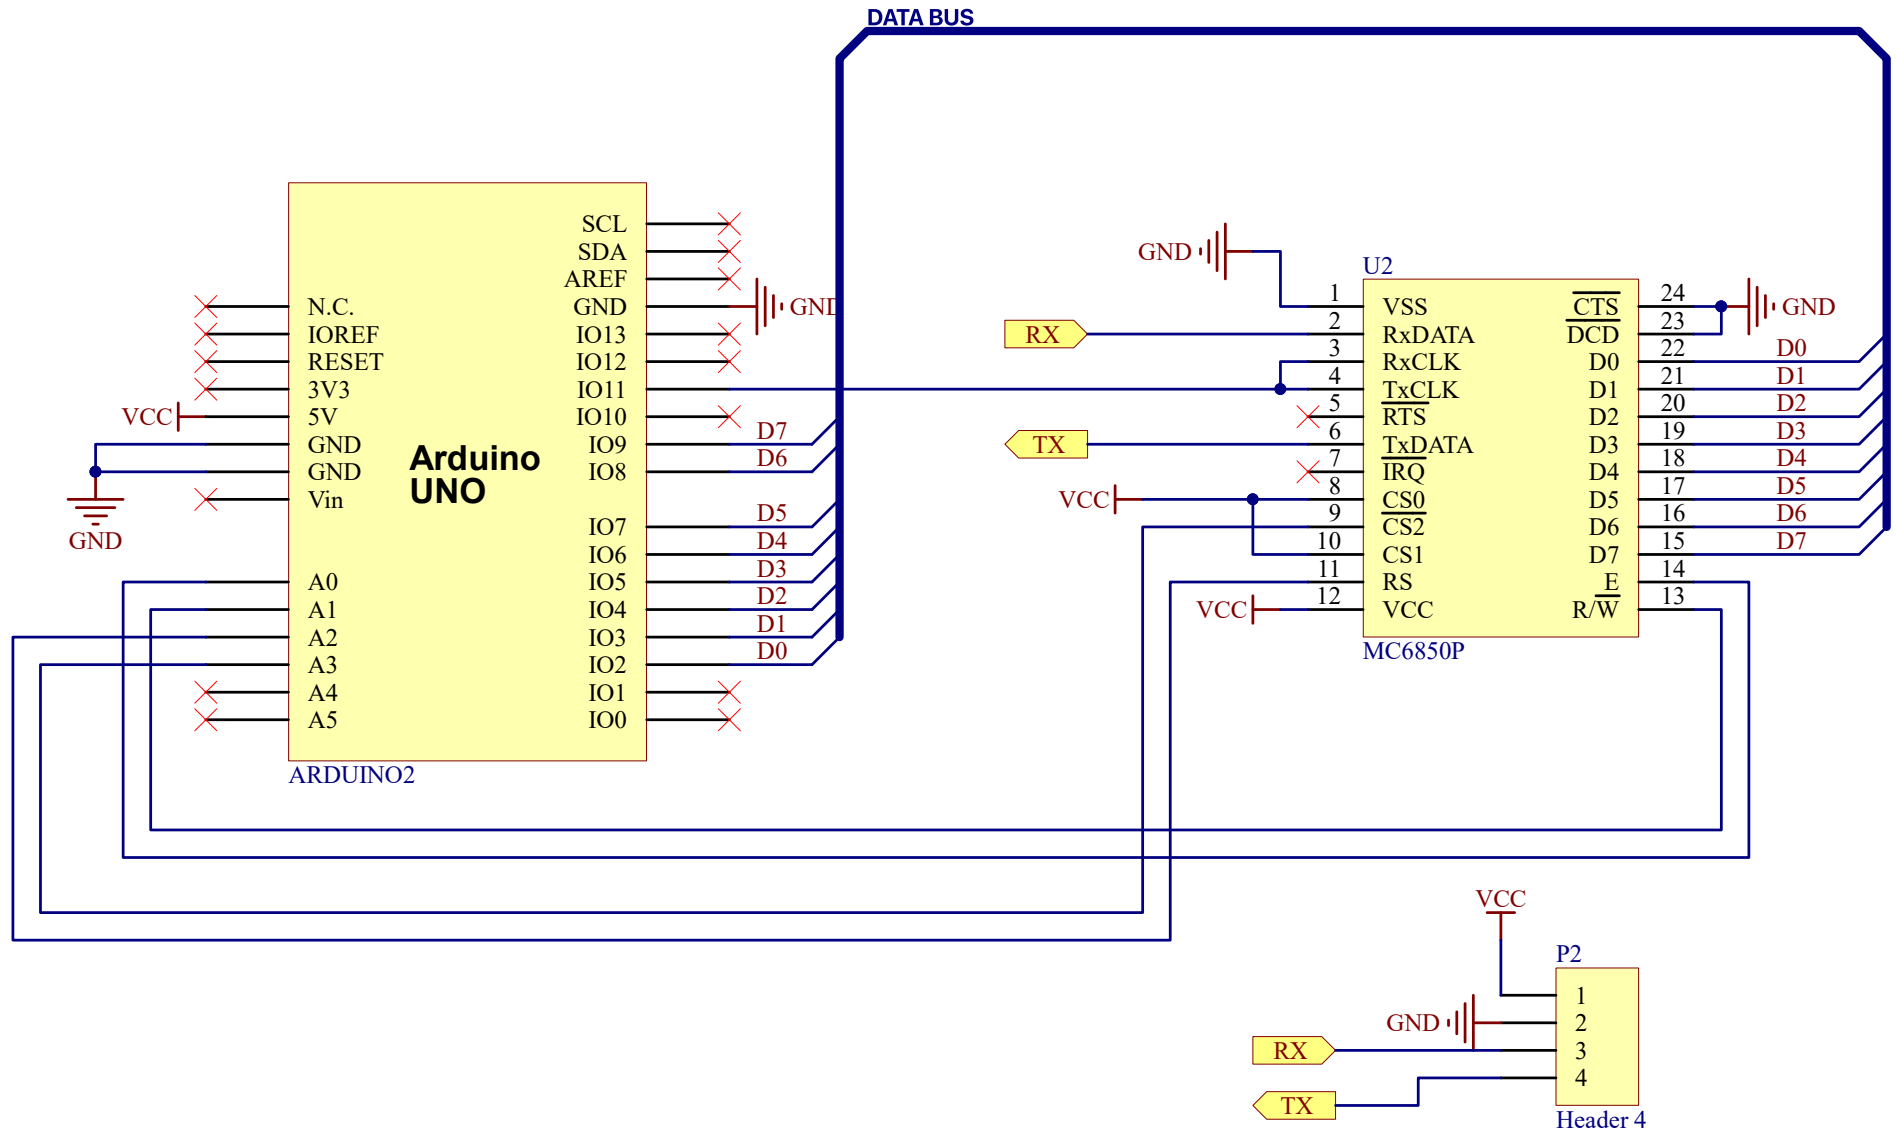 DATA BUS
SCL
SDA
AREF
GND
IO13
IO12
IO11
IO10
IO9
IO8
IO7
IO6
IO5
IO4
IO3
IO2
IO1
IO0
N.C.
IOREF
RESET
3V3
5V
GND
GND
Vin
A0
A1
A2
A3
A4
A5
Arduino
UNO
ARDUINO2
VCC
GND
GND
D7
D6
D5
D4
D3
D2
D1
D0
GND
RX
TX
VCC
VCC
U2
1 VSS
2 RxDATA
3 RxCLK
4 TxCLK
5 RTS
6 TxDATA
7 IRQ
8 CS0
9 CS2
10 CS1
11 RS
12 VCC
CTS 24
DCD 23
D0 22
D1 21
D2 20
D3 19
D4 18
D5 17
D6 16
D7 15
E 14
R/W 13
MC6850P
GND
D0
D1
D2
D3
D4
D5
D6
D7
VCC
P2
1
2
3
4
GND
RX
TX
Header 4